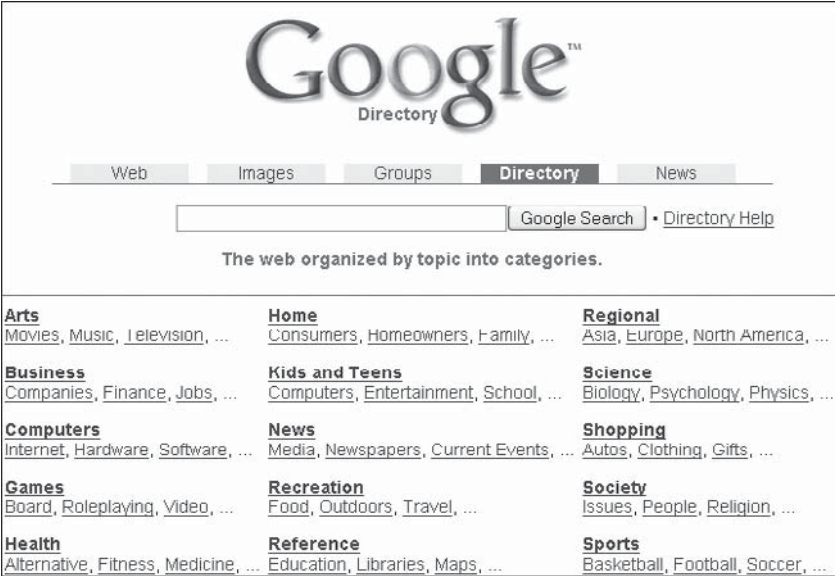 Google™
Directory
Web Images Groups Directory News
Google Search • Directory Help
The web organized by topic into categories.
Arts
Movies, Music, Television, ...
Business
Companies, Finance, Jobs, ...
Computers
Internet, Hardware, Software, ...
Games
Board, Roleplaying, Video, ...
Health
Alternative, Fitness, Medicine, ...
Home
Consumers, Homeowners, Family, ...
Kids and Teens
Computers, Entertainment, School, ...
News
Media, Newspapers, Current Events, ...
Recreation
Food, Outdoors, Travel, ...
Reference
Education, Libraries, Maps, ...
Regional
Asia, Europe, North America, ...
Science
Biology, Psychology, Physics, ...
Shopping
Autos, Clothing, Gifts, ...
Society
Issues, People, Religion, ...
Sports
Basketball, Football, Soccer, ...